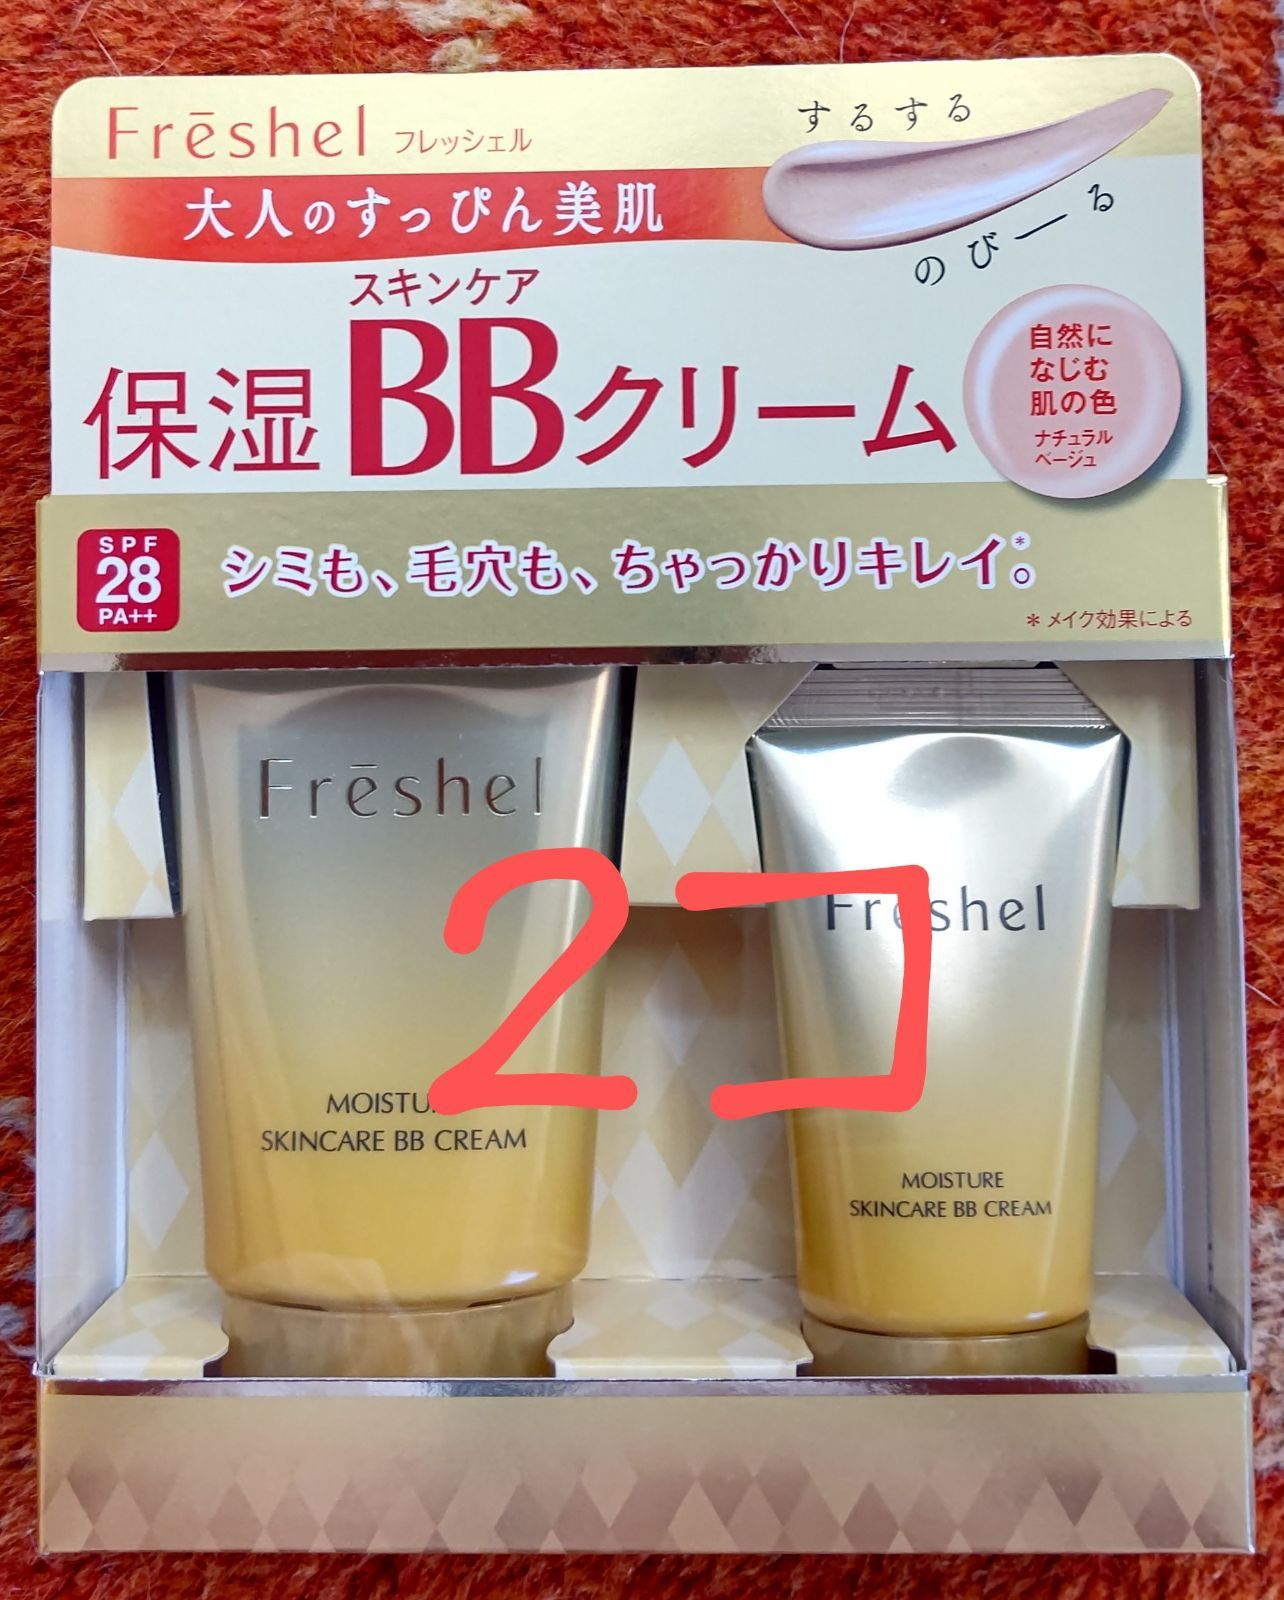 Frēshel フレッシェル
するする
のびーる
大人のすっぴん美肌
スキンケア
保湿BBクリーム
自然に
なじむ
肌の色
ナチュラル
ベージュ
SPF
28
PA++
シミも、毛穴も、ちゃっかりキレイ*。
*メイク効果による
Frēshel
MOISTU
SKINCARE BB CREAM
2コ
Frēshel
MOISTURE
SKINCARE BB CREAM